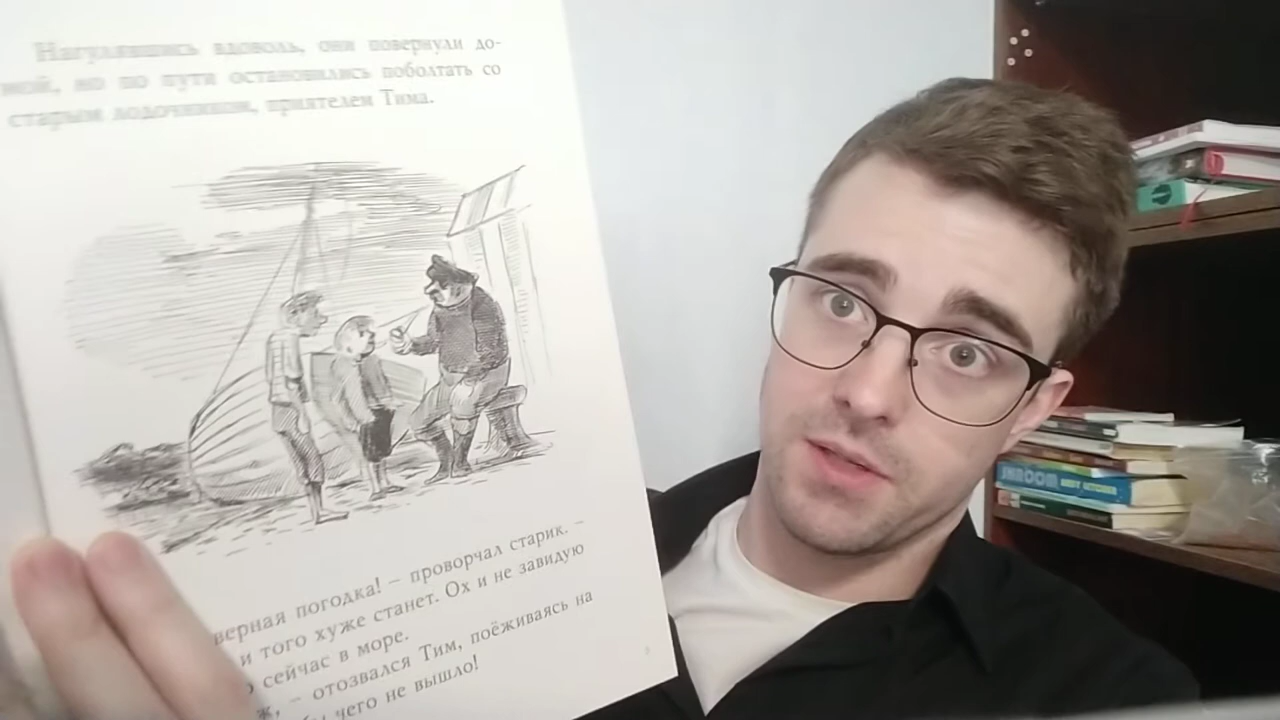 Нагулявшись вдоволь, они повернули до-
мой, но по пути остановились поболтать со
старым лодочником, приятелем Тима.
верная погодка! – проворчал старик. –
и того хуже станет. Ох и не завидую
сейчас в море.
ж, – отозвался Тим, поёживаясь на
чего не вышло!